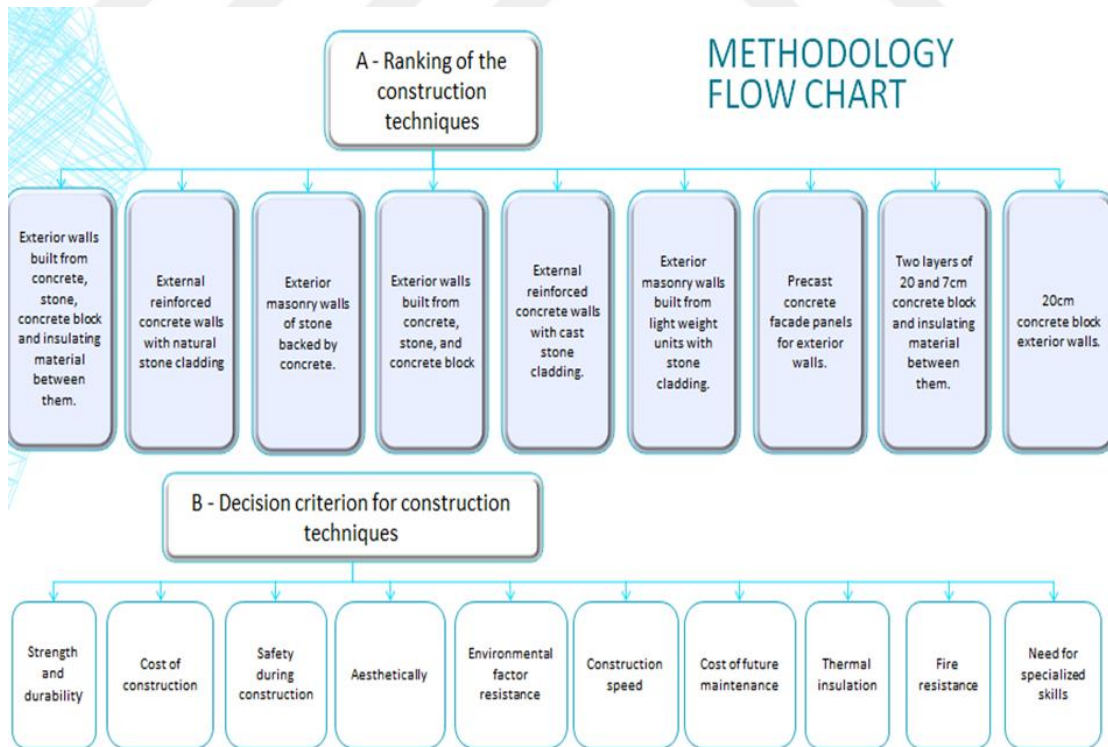 METHODOLOGY
FLOW CHART
A - Ranking of the
construction
techniques
Exterior walls
built from
concrete,
stone,
concrete block
and insulating
material
between
them.
External
reinforced
concrete walls
with natural
stone cladding
Exterior
masonry walls
of stone
backed by
concrete.
Exterior walls
built from
concrete,
stone, and
concrete block
External
reinforced
concrete walls
with cast
stone
cladding.
Exterior
masonry walls
built from
light weight
units with
stone
cladding.
Precast
concrete
facade panels
for exterior
walls.
Two layers of
20 and 7cm
concrete block
and insulating
material
between them.
20cm
concrete block
exterior walls.
B - Decision criterion for construction
techniques
Strength
and
durability
Cost of
construction
Safety
during
construction
Aesthetically
Environmental
factor
resistance
Construction
speed
Cost of future
maintenance
Thermal
insulation
Fire
resistance
Need for
specialized
skills